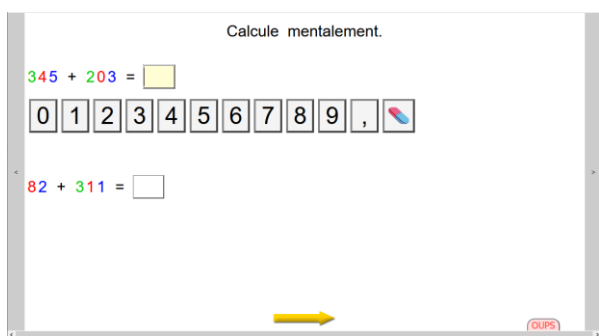 Calcule mentalement.
345 + 203 =
0 1 2 3 4 5 6 7 8 9 ,
82 + 311 =
OUPS